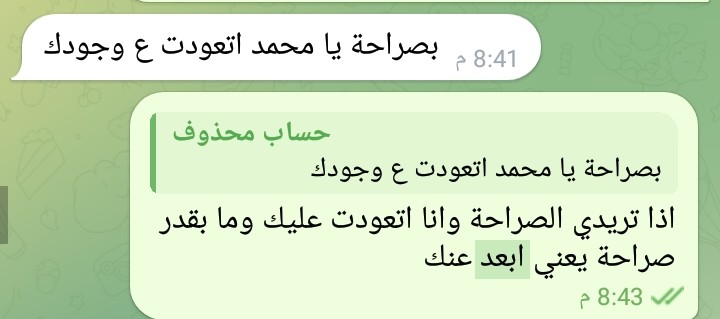 بصراحة يا محمد اتعودت ع وجودك
8:41 م
حساب محذوف
بصراحة يا محمد اتعودت ع وجودك
اذا تريدي الصراحة وانا اتعودت عليك وما بقدر
صراحة يعني ابعد عنك
8:43 م